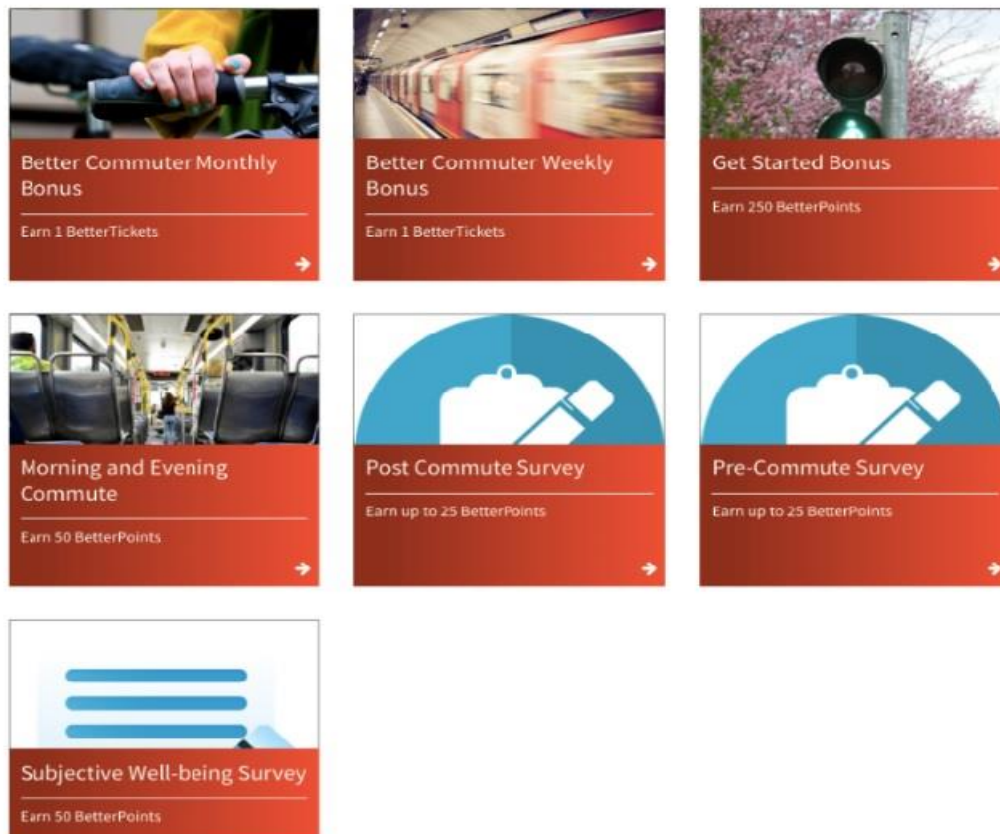 Better Commuter Monthly
Bonus
Earn 1 BetterTickets
Better Commuter Weekly
Bonus
Earn 1 BetterTickets
Get Started Bonus
Earn 250 BetterPoints
Morning and Evening
Commute
Earn 50 BetterPoints
Post Commute Survey
Earn up to 25 BetterPoints
Pre-Commute Survey
Earn up to 25 BetterPoints
Subjective Well-being Survey
Earn 50 BetterPoints